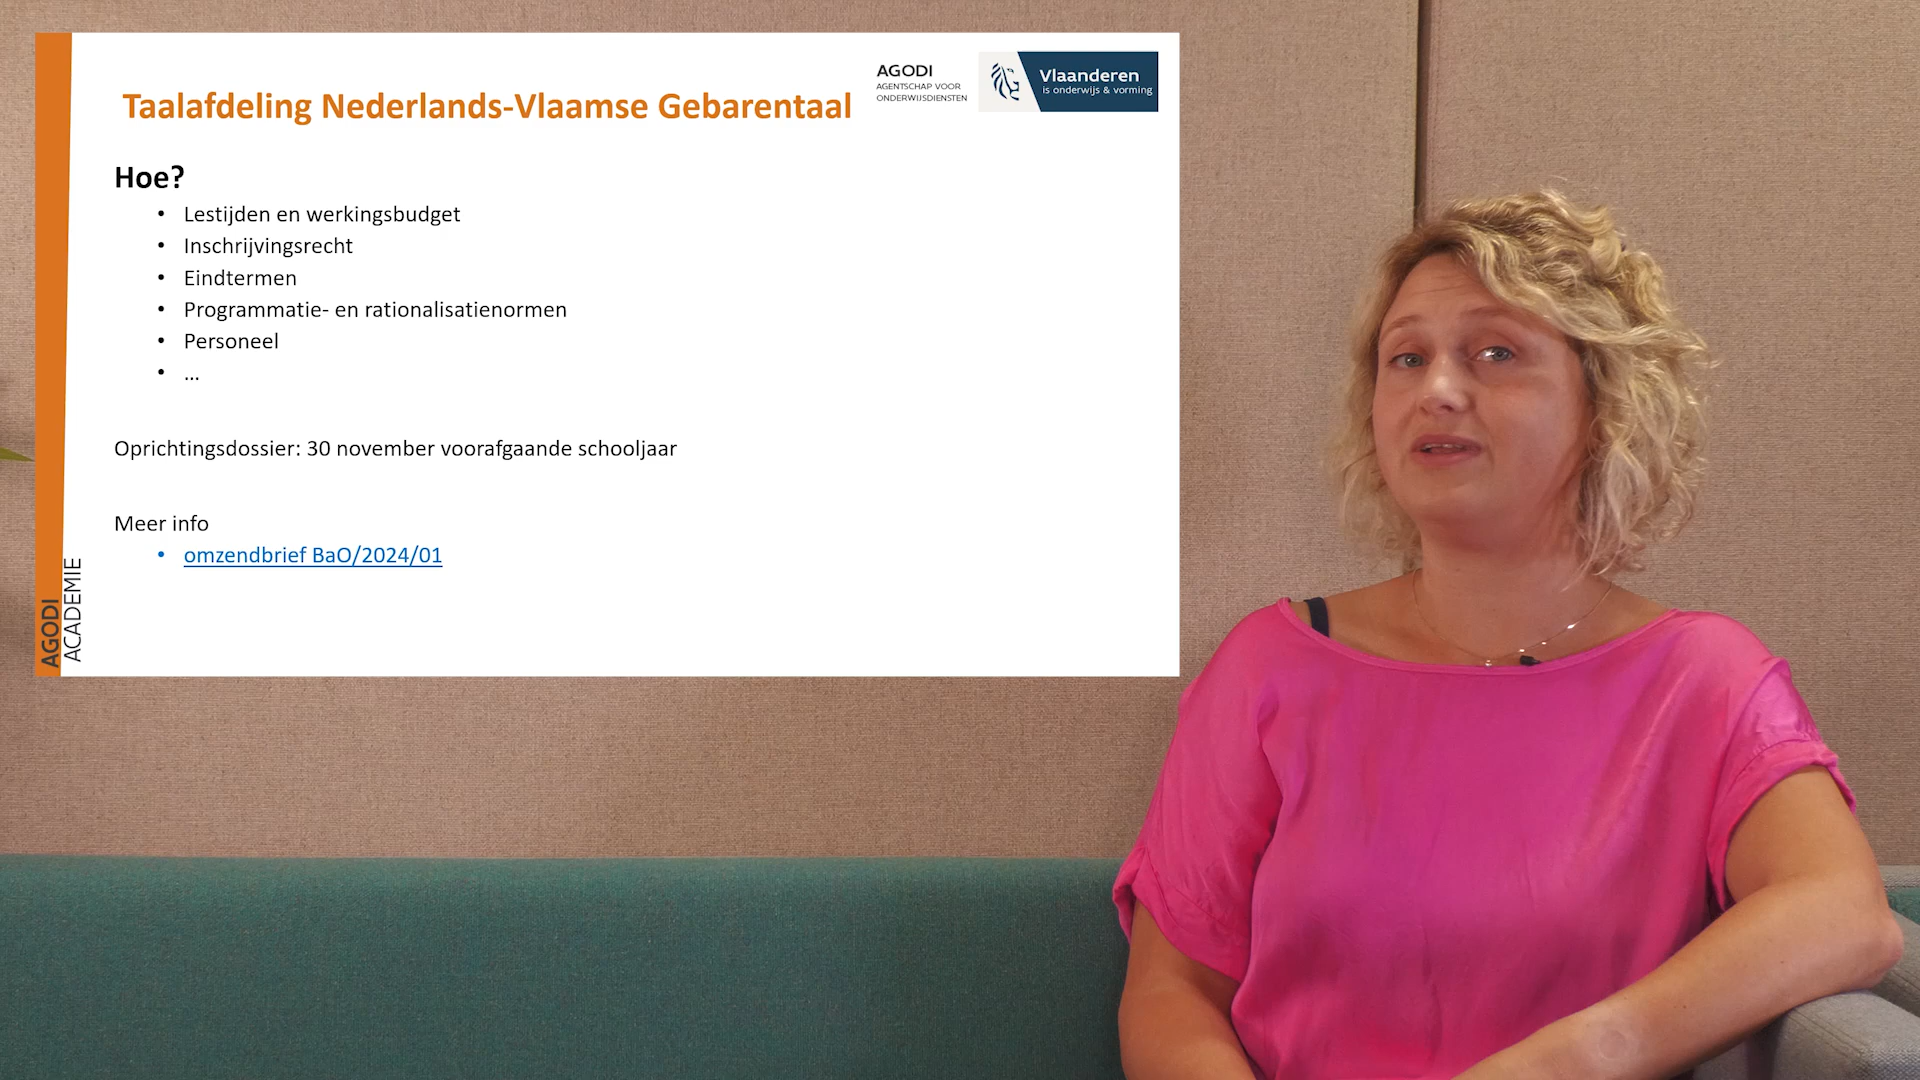 AGODI
AGENTSCHAP VOOR
ONDERWIJSDIENSTEN
Vlaanderen
is onderwijs & vorming
Taalafdeling Nederlands-Vlaamse Gebarentaal
Hoe?
• Lestijden en werkingsbudget
• Inschrijvingsrecht
• Eindtermen
• Programmatie- en rationalisatienormen
• Personeel
• ...
Oprichtingsdossier: 30 november voorafgaande schooljaar
Meer info
• omzendbrief BaO/2024/01
AGODI
ACADEMIE